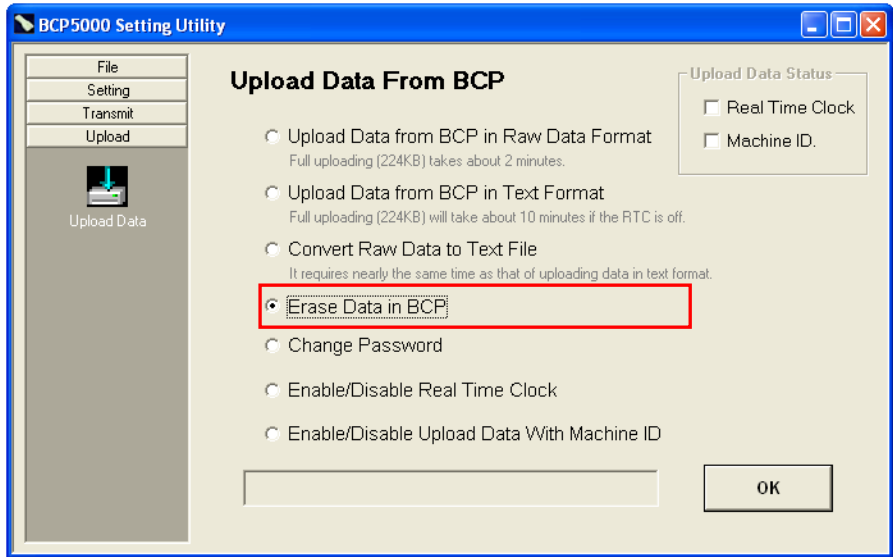 BCP5000 Setting Utility
File
Setting
Transmit
Upload
Upload Data
Upload Data From BCP
Upload Data Status
Real Time Clock
Machine ID.
Upload Data from BCP in Raw Data Format
Full uploading (224KB) takes about 2 minutes.
Upload Data from BCP in Text Format
Full uploading (224KB) will take about 10 minutes if the RTC is off.
Convert Raw Data to Text File
It requires nearly the same time as that of uploading data in text format.
Erase Data in BCP
Change Password
Enable/Disable Real Time Clock
Enable/Disable Upload Data With Machine ID
OK